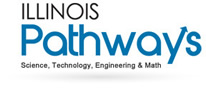 ILLINOIS
Pathways
Science, Technology, Engineering & Math